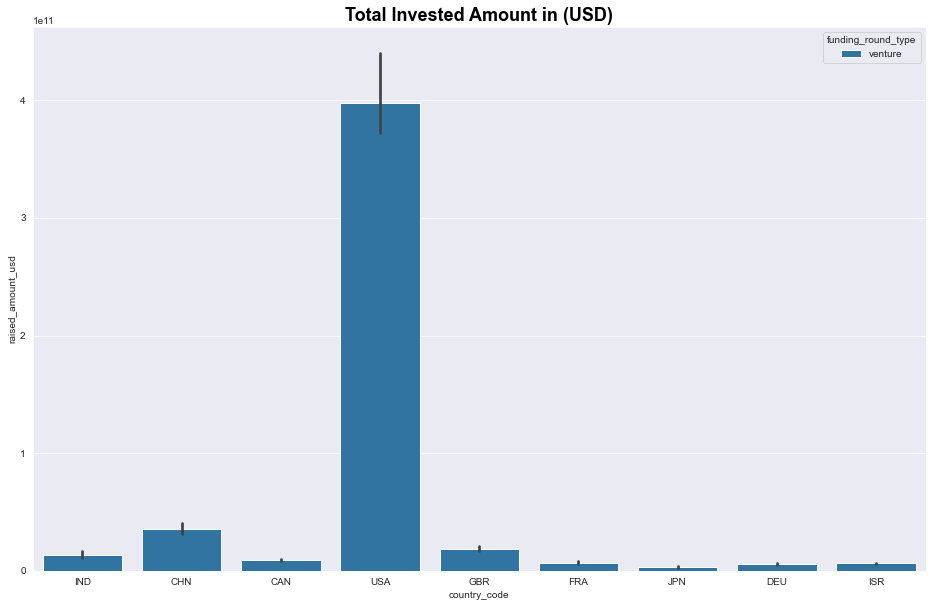 Total Invested Amount in (USD)
1e11
funding_round_type
venture
4
3
2
1
0
raised_amount_usd
IND CHN CAN USA GBR FRA JPN DEU ISR
country_code